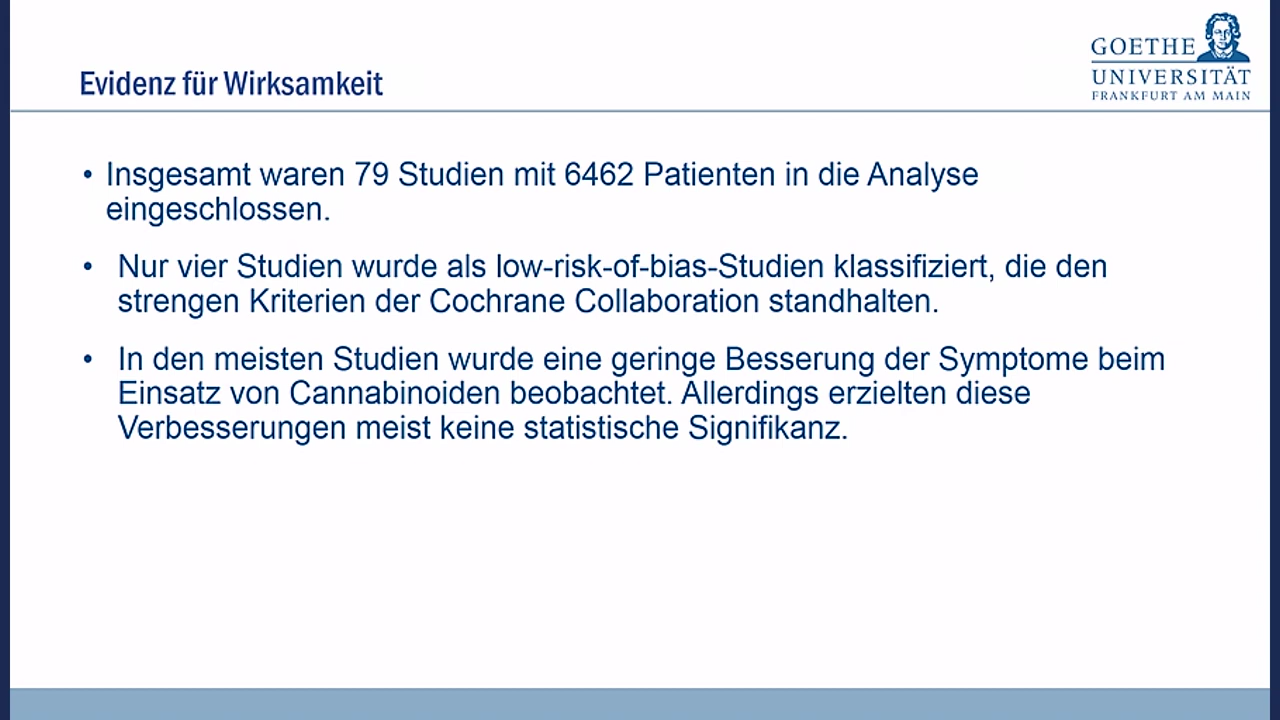 GOETHE
UNIVERSITÄT
FRANKFURT AM MAIN
Evidenz für Wirksamkeit
• Insgesamt waren 79 Studien mit 6462 Patienten in die Analyse
eingeschlossen.
• Nur vier Studien wurde als low-risk-of-bias-Studien klassifiziert, die den
strengen Kriterien der Cochrane Collaboration standhalten.
• In den meisten Studien wurde eine geringe Besserung der Symptome beim
Einsatz von Cannabinoiden beobachtet. Allerdings erzielten diese
Verbesserungen meist keine statistische Signifikanz.